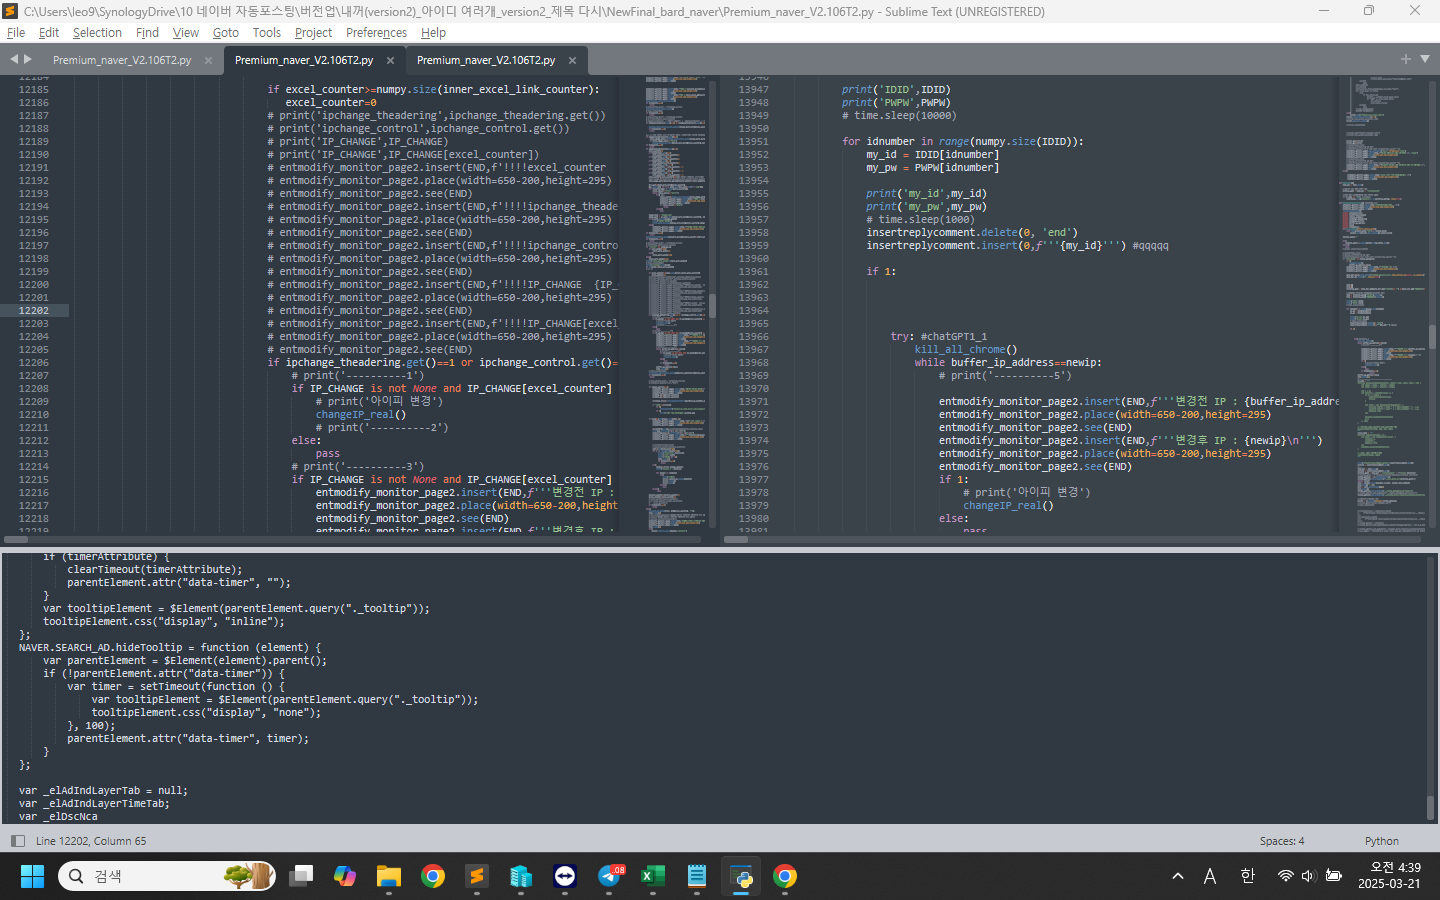 C:\Users\leo9\SynologyDrive\10 네이버 자동포스팅\버전업\내꺼(version2)_아이디 여러개_version2_제목 다시\NewFinal_bard_naver\Premium_naver_V2.106T2.py - Sublime Text (UNREGISTERED)
File Edit Selection Find View Goto Tools Project Preferences Help
Premium_naver_V2.106T2.py × Premium_naver_V2.106T2.py × Premium_naver_V2.106T2.py ×
12185 if excel_counter>=numpy.size(inner_excel_link_counter):
12186 excel_counter=0
12187 # print('ipchange_theadering',ipchange_theadering.get())
12188 # print('ipchange_control',ipchange_control.get())
12189 # print('IP_CHANGE',IP_CHANGE)
12190 # print('IP_CHANGE',IP_CHANGE[excel_counter])
12191 # entmodify_monitor_page2.insert(END,f'!!!!excel_counter
12192 # entmodify_monitor_page2.place(width=650-200,height=295)
12193 # entmodify_monitor_page2.see(END)
12194 # entmodify_monitor_page2.insert(END,f'!!!!ipchange_theade
12195 # entmodify_monitor_page2.place(width=650-200,height=295)
12196 # entmodify_monitor_page2.see(END)
12197 # entmodify_monitor_page2.insert(END,f'!!!!ipchange_contro
12198 # entmodify_monitor_page2.place(width=650-200,height=295)
12199 # entmodify_monitor_page2.see(END)
12200 # entmodify_monitor_page2.insert(END,f'!!!!IP_CHANGE {IP_
12201 # entmodify_monitor_page2.place(width=650-200,height=295)
12202 # entmodify_monitor_page2.see(END)
12203 # entmodify_monitor_page2.insert(END,f'!!!!IP_CHANGE[excel
12204 # entmodify_monitor_page2.place(width=650-200,height=295)
12205 # entmodify_monitor_page2.see(END)
12206 if ipchange_theadering.get()==1 or ipchange_control.get()=
12207 # print('----------1')
12208 if IP_CHANGE is not None and IP_CHANGE[excel_counter]
12209 # print('아이피 변경')
12210 changeIP_real()
12211 # print('----------2')
12212 else:
12213 pass
12214 # print('----------3')
12215 if IP_CHANGE is not None and IP_CHANGE[excel_counter]
12216 entmodify_monitor_page2.insert(END,f'''변경전 IP :
12217 entmodify_monitor_page2.place(width=650-200,height
12218 entmodify_monitor_page2.see(END)
12219 entmodify_monitor_page2.insert(END,f'''변경후 IP :
13946
13947 print('IDID',IDID)
13948 print('PWPW',PWPW)
13949 # time.sleep(10000)
13950
13951 for idnumber in range(numpy.size(IDID)):
13952 my_id = IDID[idnumber]
13953 my_pw = PWPW[idnumber]
13954
13955 print('my_id',my_id)
13956 print('my_pw',my_pw)
13957 # time.sleep(1000)
13958 insertreplycomment.delete(0, 'end')
13959 insertreplycomment.insert(0,f'''{my_id}''') #qqqqq
13960
13961 if 1:
13962
13963
13964
13965
13966 try: #chatGPT1_1
13967 kill_all_chrome()
13968 while buffer_ip_address==newip:
13969 # print('----------5')
13970
13971 entmodify_monitor_page2.insert(END,f'''변경전 IP : {buffer_ip_addre
13972 entmodify_monitor_page2.place(width=650-200,height=295)
13973 entmodify_monitor_page2.see(END)
13974 entmodify_monitor_page2.insert(END,f'''변경후 IP : {newip}\n''')
13975 entmodify_monitor_page2.place(width=650-200,height=295)
13976 entmodify_monitor_page2.see(END)
13977 if 1:
13978 # print('아이피 변경')
13979 changeIP_real()
13980 else:
13981 pass
if (timerAttribute) {
clearTimeout(timerAttribute);
parentElement.attr("data-timer", "");
}
var tooltipElement = $Element(parentElement.query("._tooltip"));
tooltipElement.css("display", "inline");
};
NAVER.SEARCH_AD.hideTooltip = function (element) {
var parentElement = $Element(element).parent();
if (!parentElement.attr("data-timer")) {
var timer = setTimeout(function () {
var tooltipElement = $Element(parentElement.query("._tooltip"));
tooltipElement.css("display", "none");
}, 100);
parentElement.attr("data-timer", timer);
}
};
var _elAdIndLayerTab = null;
var _elAdIndLayerTimeTab;
var _elDscNca
Line 12202, Column 65 Spaces: 4 Python
검색 .08 A 한 오전 4:39
2025-03-21